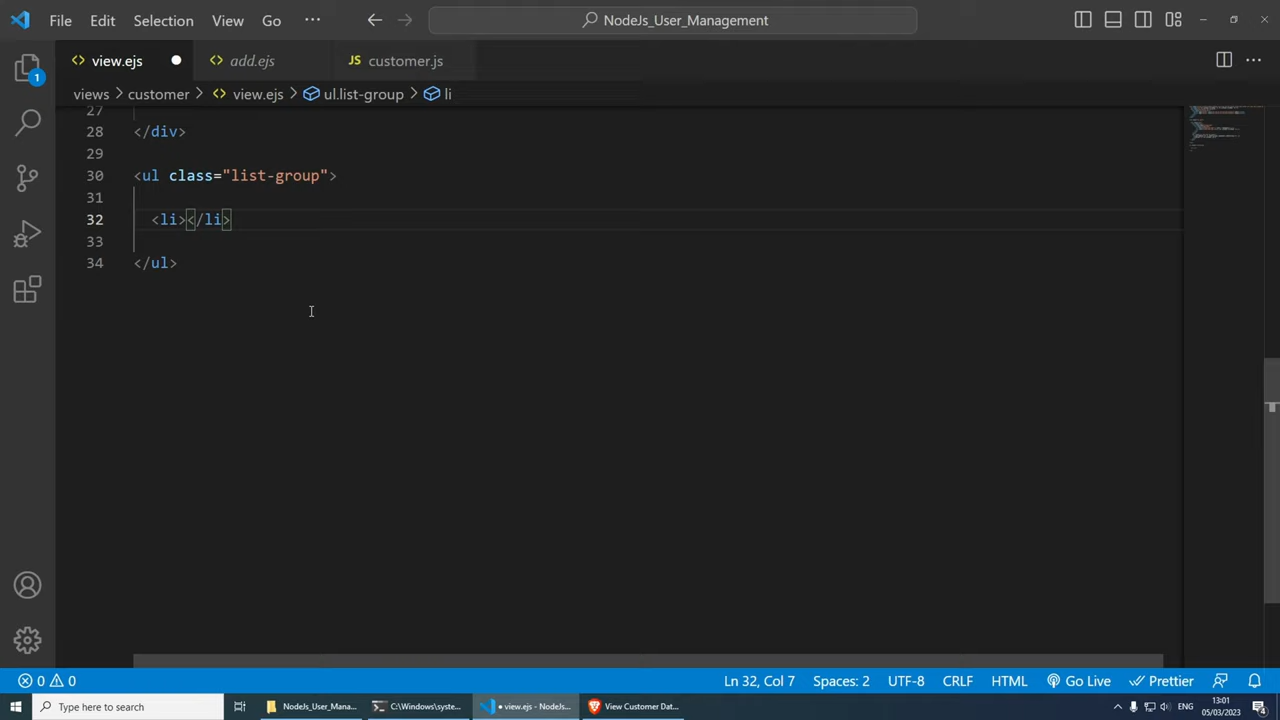 File Edit Selection View Go ··· NodeJs_User_Management
view.ejs add.ejs JS customer.js
views > customer > view.ejs > ul.list-group > li
1
27
28 </div>
29
30 <ul class="list-group">
31
32 <li></li>
33
34 </ul>
0 0 Ln 32, Col 7 Spaces: 2 UTF-8 CRLF HTML Go Live Prettier
Type here to search NodeJs_User_Mana... C:\Windows\syste... ● view.ejs - NodeJs... View Customer Dat... ENG 13:01 05/03/2023 4